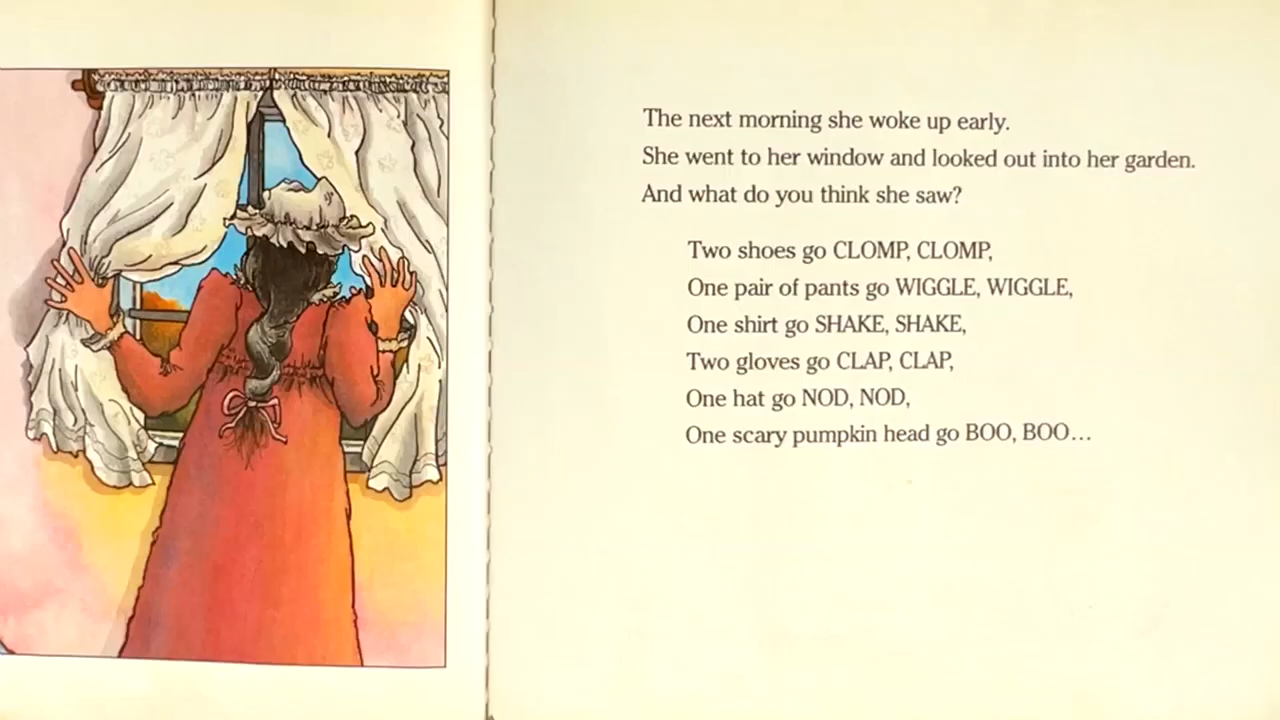 The next morning she woke up early.
She went to her window and looked out into her garden.
And what do you think she saw?
Two shoes go CLOMP, CLOMP,
One pair of pants go WIGGLE, WIGGLE,
One shirt go SHAKE, SHAKE,
Two gloves go CLAP, CLAP,
One hat go NOD, NOD,
One scary pumpkin head go BOO, BOO...